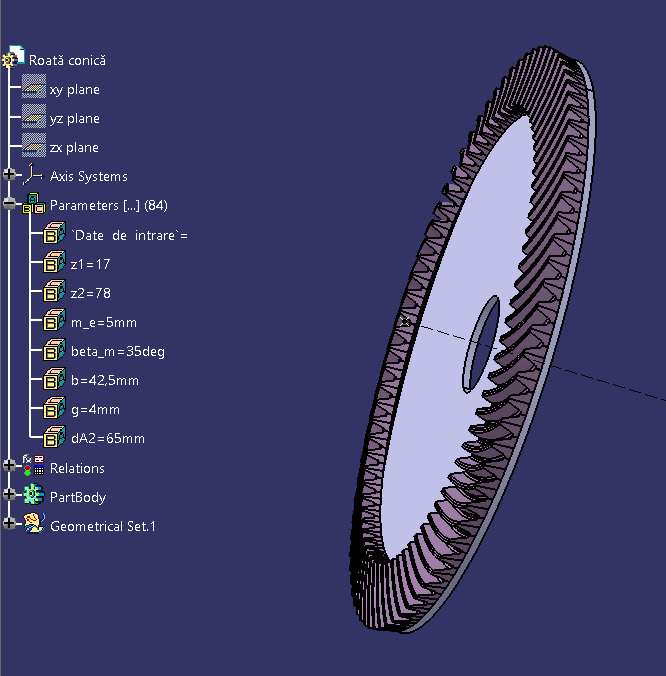 Roată conică
xy plane
yz plane
zx plane
Axis Systems
Parameters [...] (84)
`Date de intrare`=
z1=17
z2=78
m_e=5mm
beta_m=35deg
b=42,5mm
g=4mm
dA2=65mm
Relations
PartBody
Geometrical Set.1